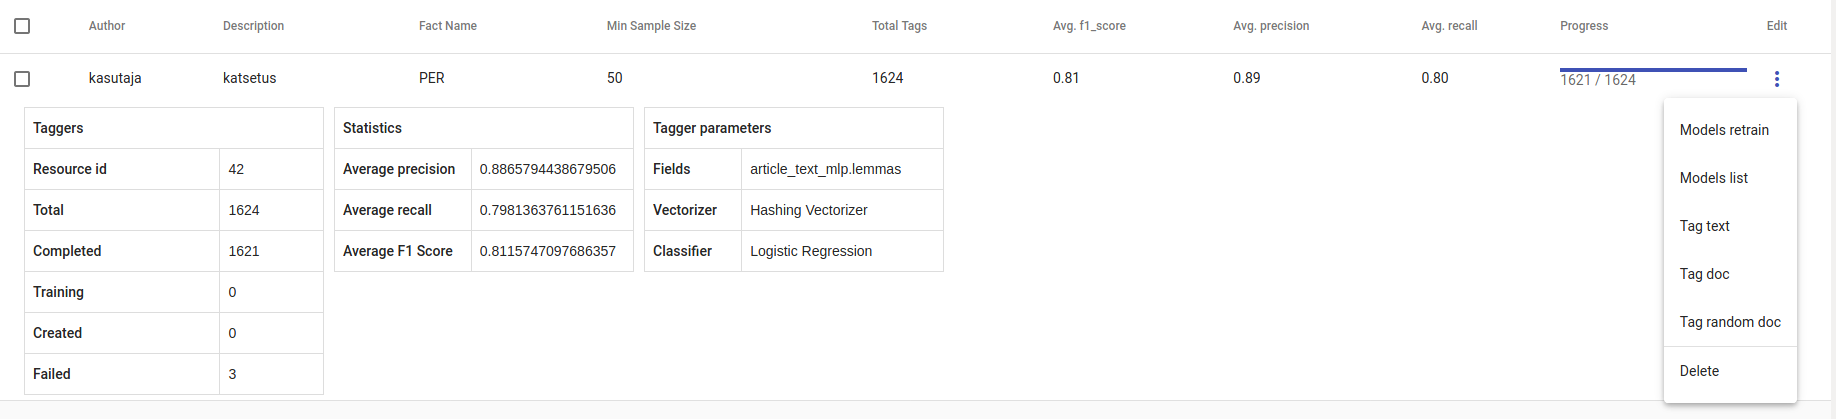 Author Description Fact Name Min Sample Size Total Tags Avg. f1_score Avg. precision Avg. recall Progress Edit
kasutaja katsetus PER 50 1624 0.81 0.89 0.80 1621 / 1624
Taggers
Resource id 42
Total 1624
Completed 1621
Training 0
Created 0
Failed 3
Statistics
Average precision 0.8865794438679506
Average recall 0.7981363761151636
Average F1 Score 0.8115747097686357
Tagger parameters
Fields article_text_mlp.lemmas
Vectorizer Hashing Vectorizer
Classifier Logistic Regression
Models retrain
Models list
Tag text
Tag doc
Tag random doc
Delete